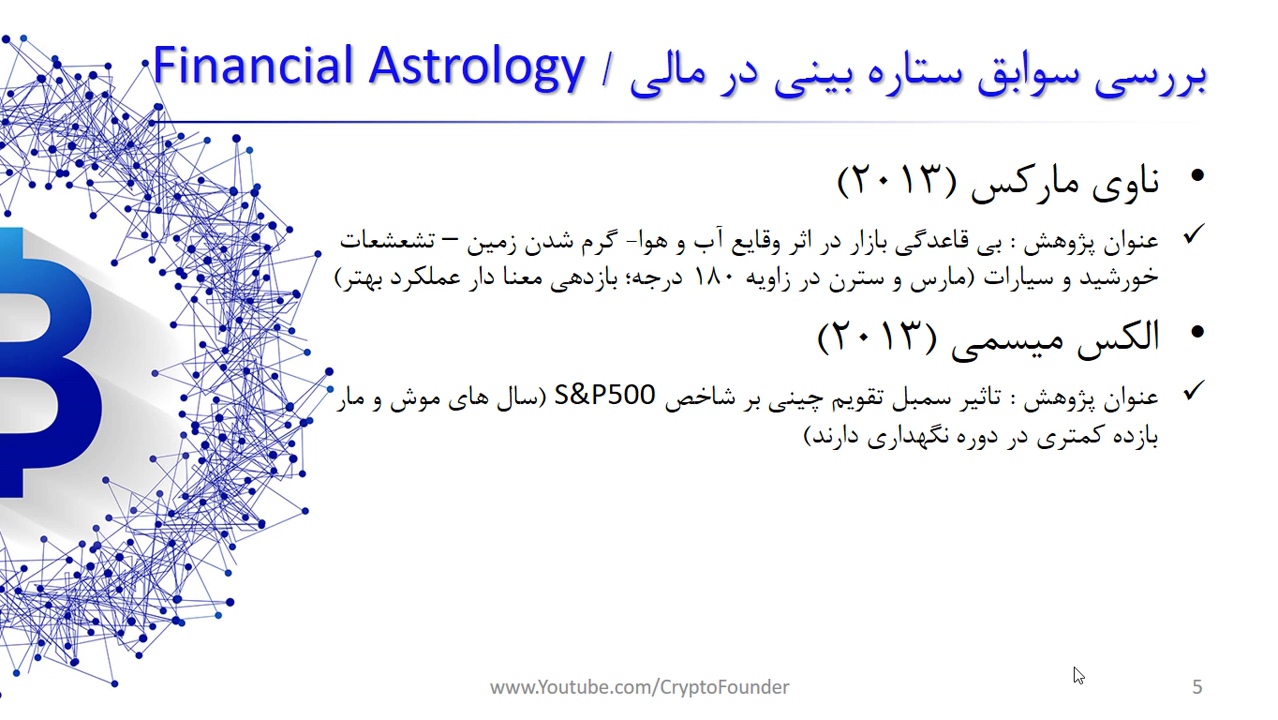 بررسی سوابق ستاره بینی در مالی / Financial Astrology
• ناوی مارکس (۲۰۱۳)
✓ عنوان پژوهش : بی قاعدگی بازار در اثر وقایع آب و هوا- گرم شدن زمین – تشعشعات
خورشید و سیارات (مارس و سترن در زاویه ۱۸۰ درجه؛ بازدهی معنا دار عملکرد بهتر)
• الکس میسمی (۲۰۱۳)
✓ عنوان پژوهش : تاثیر سمبل تقویم چینی بر شاخص S&P500 (سال های موش و مار
بازده کمتری در دوره نگهداری دارند)
www.Youtube.com/CryptoFounder
5